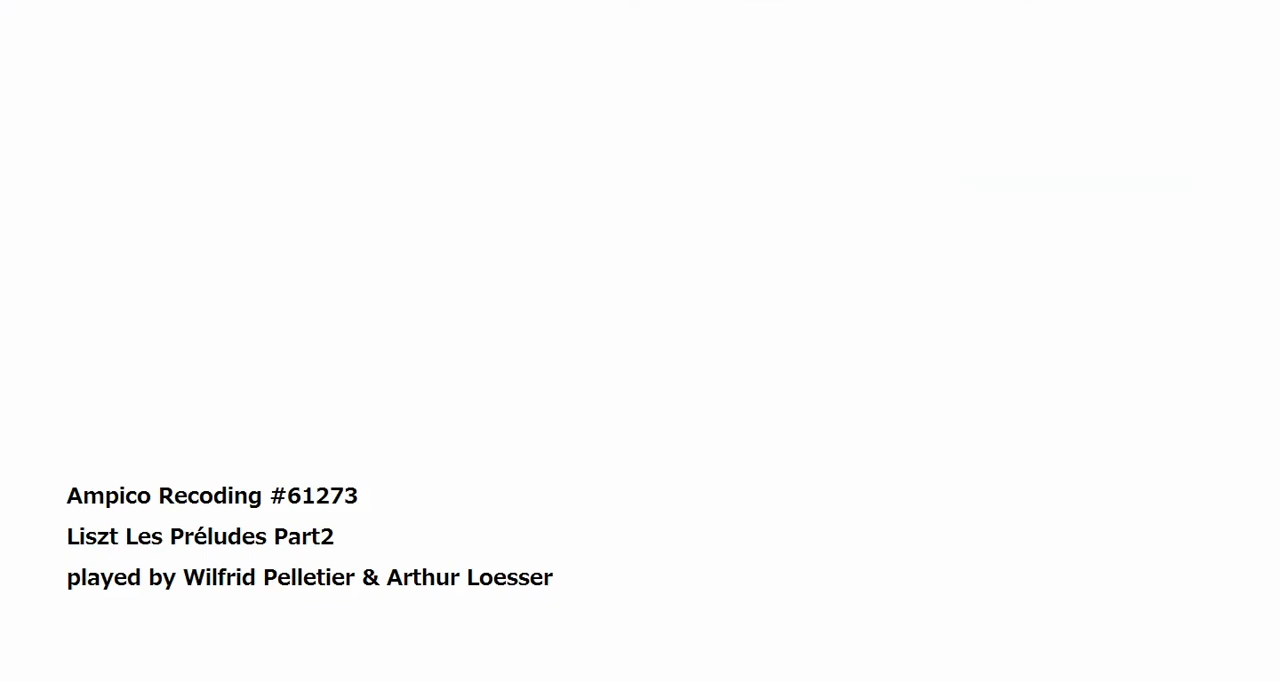 Ampico Recoding #61273
Liszt Les Préludes Part2
played by Wilfrid Pelletier & Arthur Loesser